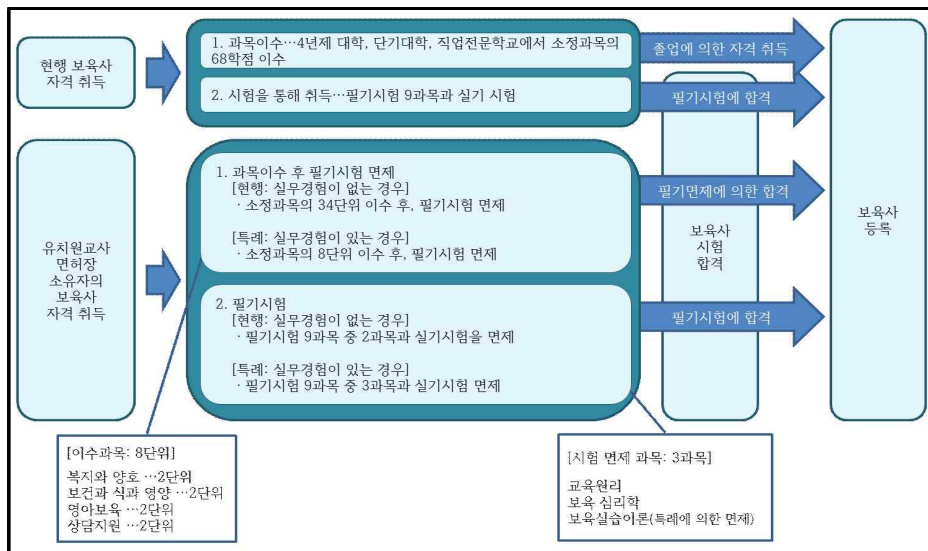 현행 보육사
자격 취득
1. 과목이수…4년제 대학, 단기대학, 직업전문학교에서 소정과목의
68학점 이수
2. 시험을 통해 취득…필기시험 9과목과 실기 시험
졸업에 의한 자격 취득
필기시험에 합격
유치원교사
면허장
소유자의
보육사
자격 취득
1. 과목이수 후 필기시험 면제
[현행: 실무경험이 없는 경우]
· 소정과목의 34단위 이수 후, 필기시험 면제
[특례: 실무경험이 있는 경우]
· 소정과목의 8단위 이수 후, 필기시험 면제
2. 필기시험
[현행: 실무경험이 없는 경우]
· 필기시험 9과목 중 2과목과 실기시험을 면제
[특례: 실무경험이 있는 경우]
· 필기시험 9과목 중 3과목과 실기시험 면제
필기면제에 의한 합격
필기시험에 합격
보육사
시험
합격
보육사
등록
[이수과목: 8단위]
복지와 양호 …2단위
보건과 식과 영양 …2단위
영아보육 …2단위
상담지원 …2단위
[시험 면제 과목: 3과목]
교육원리
보육 심리학
보육실습이론(특례에 의한 면제)